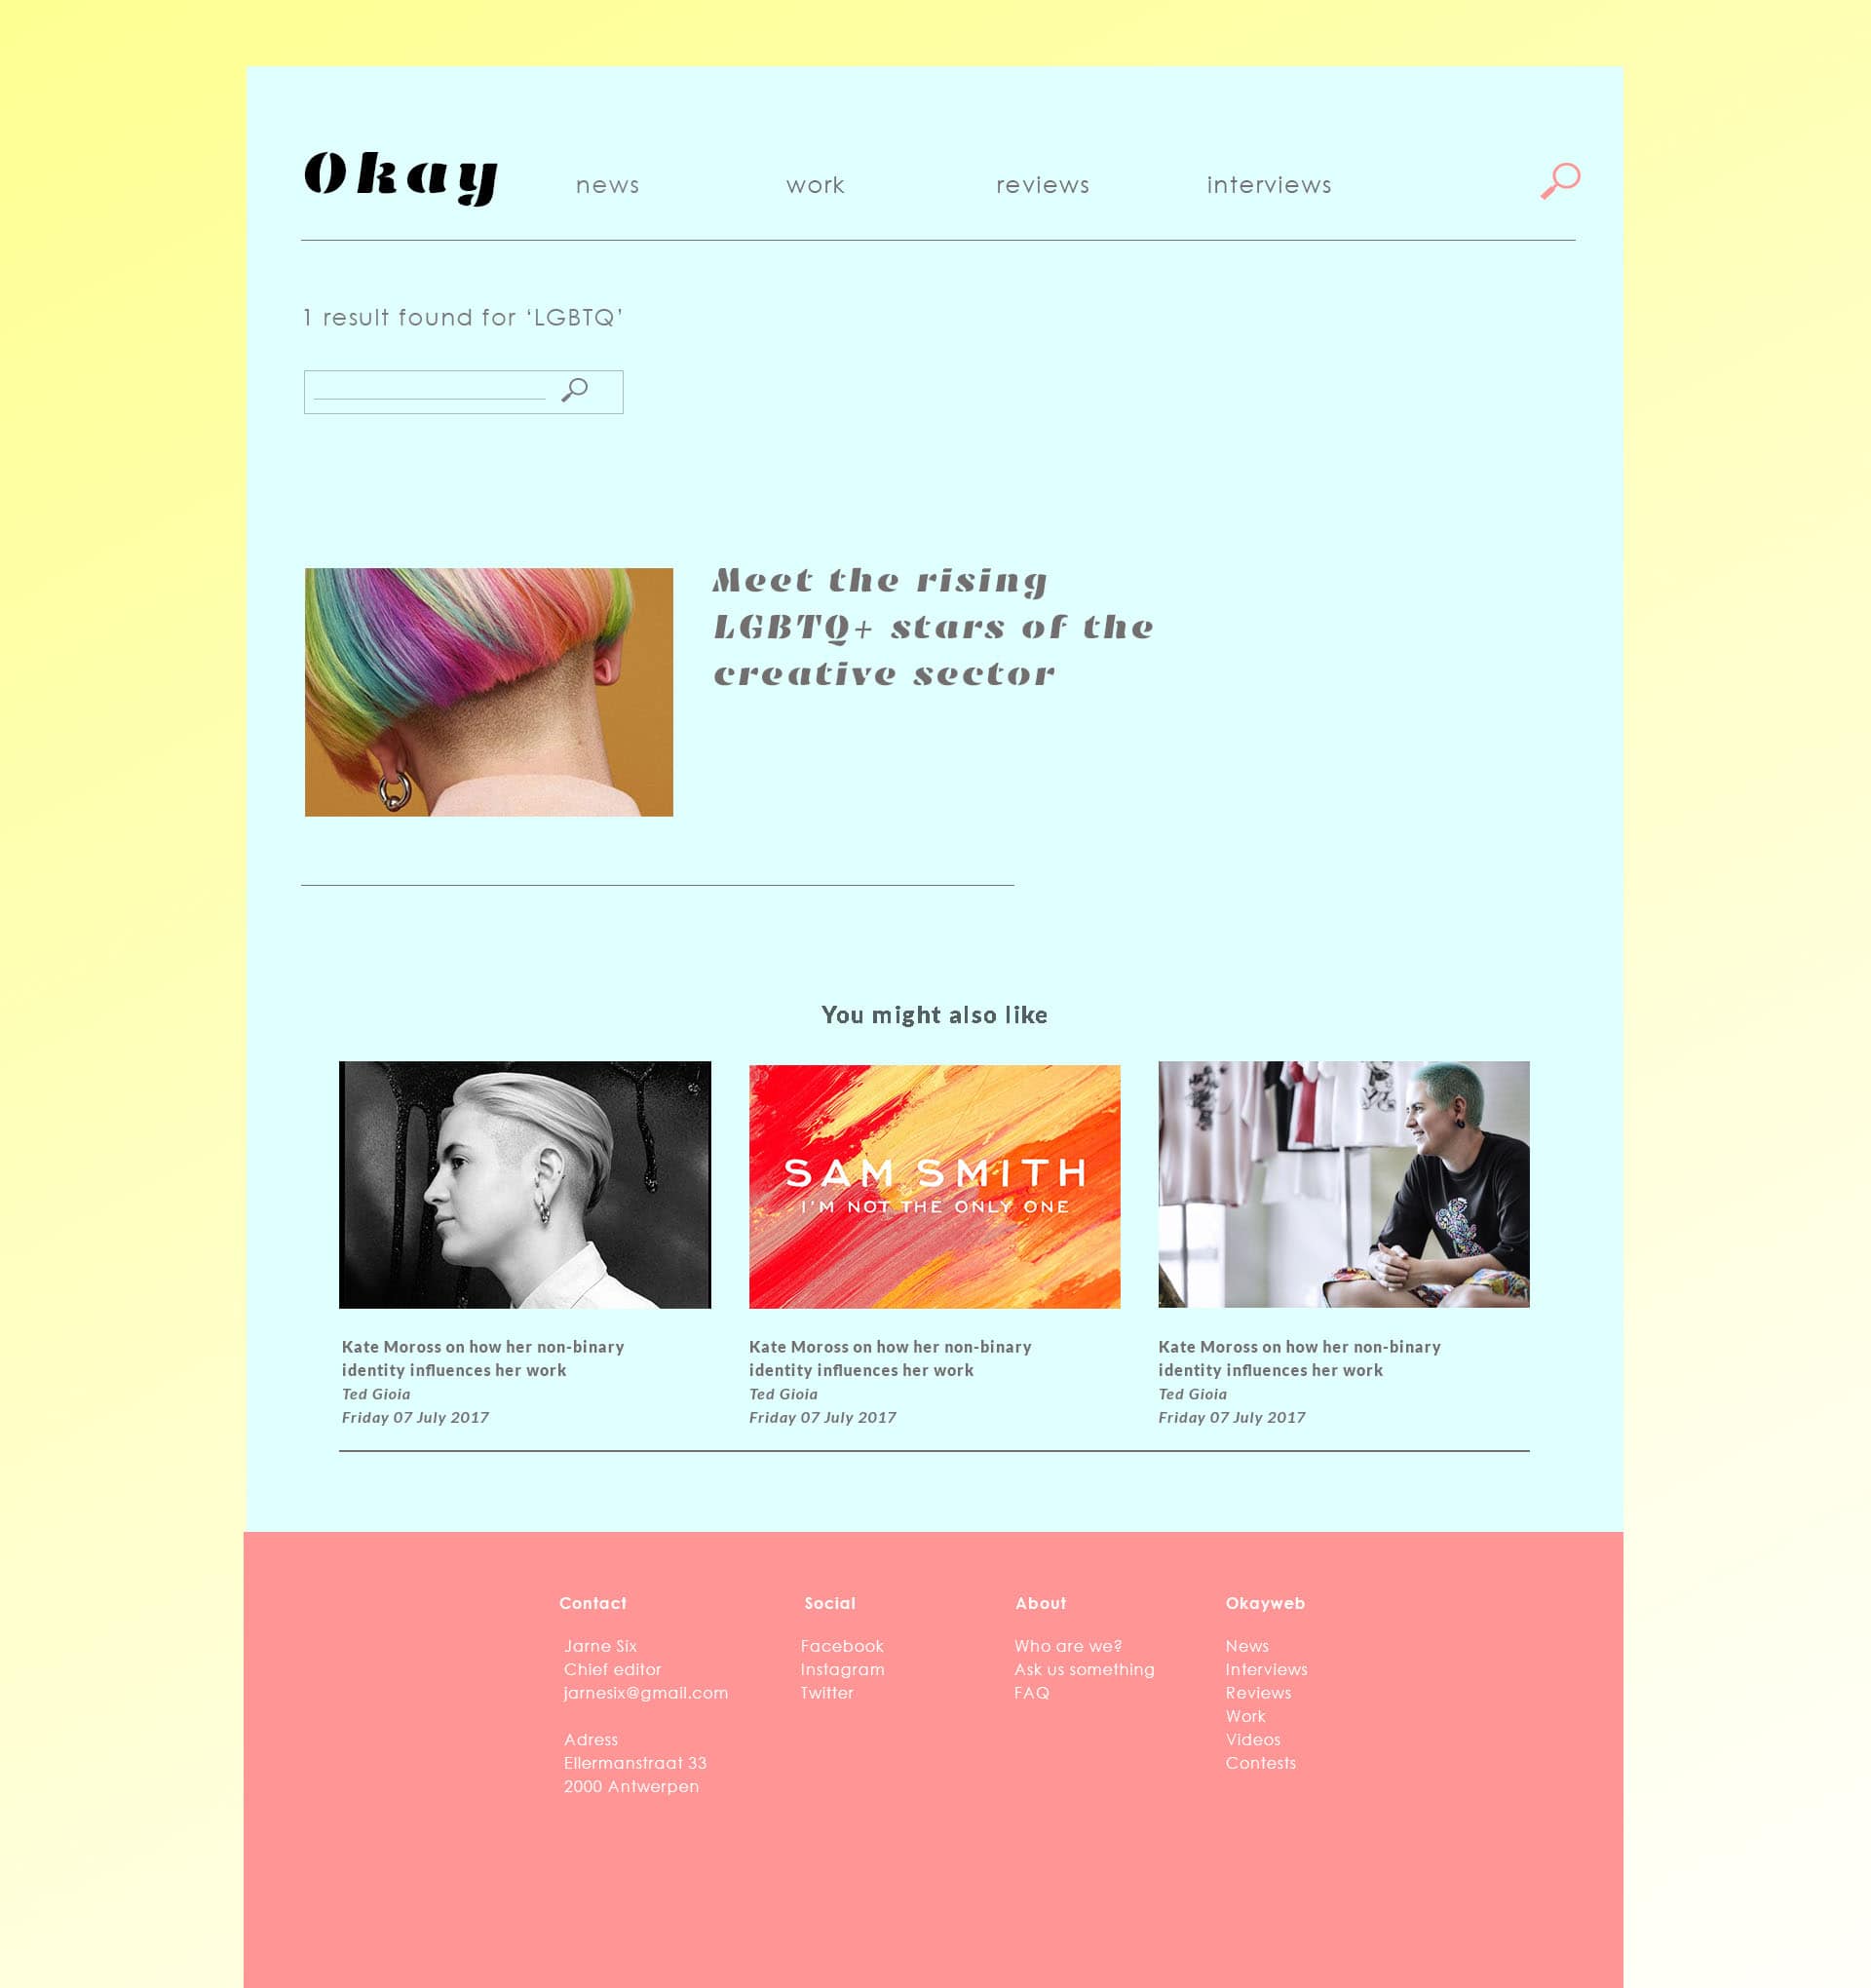 Okay news work reviews interviews
1 result found for ‘LGBTQ’
Meet the rising
LGBTQ+ stars of the
creative sector
You might also like
SAM SMITH
I'M NOT THE ONLY ONE
Kate Moross on how her non-binary
identity influences her work
Ted Gioia
Friday 07 July 2017
Kate Moross on how her non-binary
identity influences her work
Ted Gioia
Friday 07 July 2017
Kate Moross on how her non-binary
identity influences her work
Ted Gioia
Friday 07 July 2017
Contact
Jarne Six
Chief editor
jarnesix@gmail.com
Adress
Ellermanstraat 33
2000 Antwerpen
Social
Facebook
Instagram
Twitter
About
Who are we?
Ask us something
FAQ
Okayweb
News
Interviews
Reviews
Work
Videos
Contests